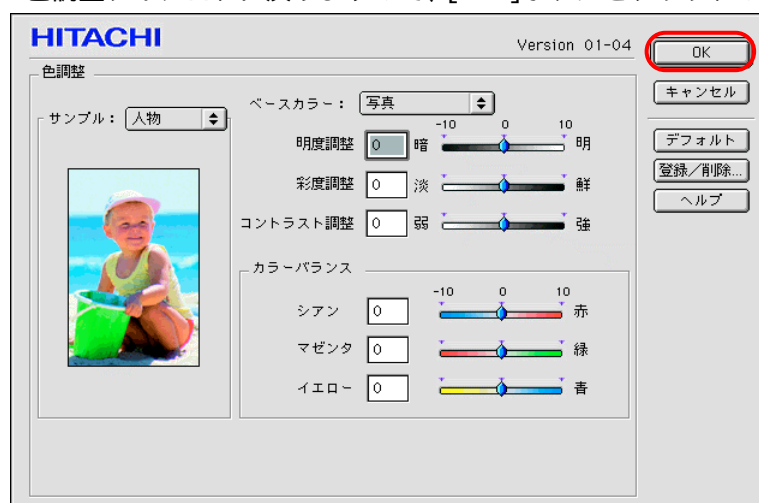 HITACHI
Version 01-04
OK
キャンセル
デフォルト
登録／削除...
ヘルプ
色調整
サンプル： 人物
ベースカラー： 写真
-10 0 10
明度調整 0 暗 明
彩度調整 0 淡 鮮
コントラスト調整 0 弱 強
カラーバランス
-10 0 10
シアン 0 赤
マゼンタ 0 緑
イエロー 0 青